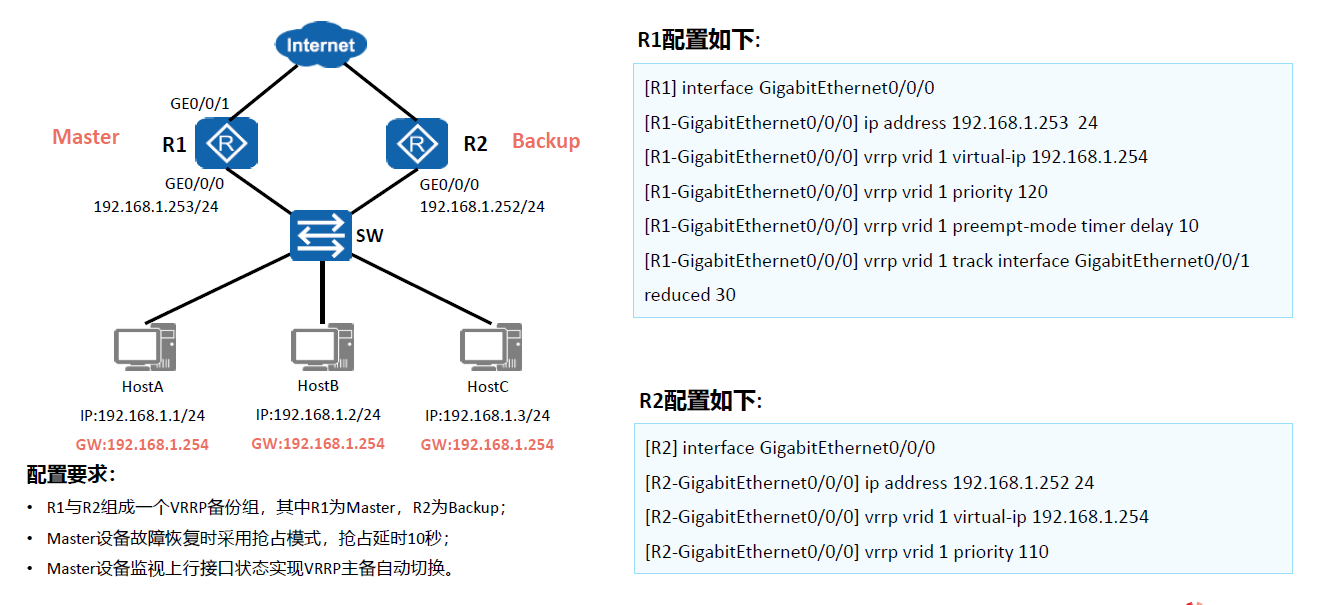 Internet
GE0/0/1
Master
R1
R
R
R2
Backup
GE0/0/0
192.168.1.253/24
GE0/0/0
192.168.1.252/24
SW
HostA
HostB
HostC
IP:192.168.1.1/24
IP:192.168.1.2/24
IP:192.168.1.3/24
GW:192.168.1.254
GW:192.168.1.254
GW:192.168.1.254
配置要求：
• R1与R2组成一个VRRP备份组，其中R1为Master，R2为Backup；
• Master设备故障恢复时采用抢占模式，抢占延时10秒；
• Master设备监视上行接口状态实现VRRP主备自动切换。
R1配置如下:
[R1] interface GigabitEthernet0/0/0
[R1-GigabitEthernet0/0/0] ip address 192.168.1.253 24
[R1-GigabitEthernet0/0/0] vrrp vrid 1 virtual-ip 192.168.1.254
[R1-GigabitEthernet0/0/0] vrrp vrid 1 priority 120
[R1-GigabitEthernet0/0/0] vrrp vrid 1 preempt-mode timer delay 10
[R1-GigabitEthernet0/0/0] vrrp vrid 1 track interface GigabitEthernet0/0/1
reduced 30
R2配置如下:
[R2] interface GigabitEthernet0/0/0
[R2-GigabitEthernet0/0/0] ip address 192.168.1.252 24
[R2-GigabitEthernet0/0/0] vrrp vrid 1 virtual-ip 192.168.1.254
[R2-GigabitEthernet0/0/0] vrrp vrid 1 priority 110